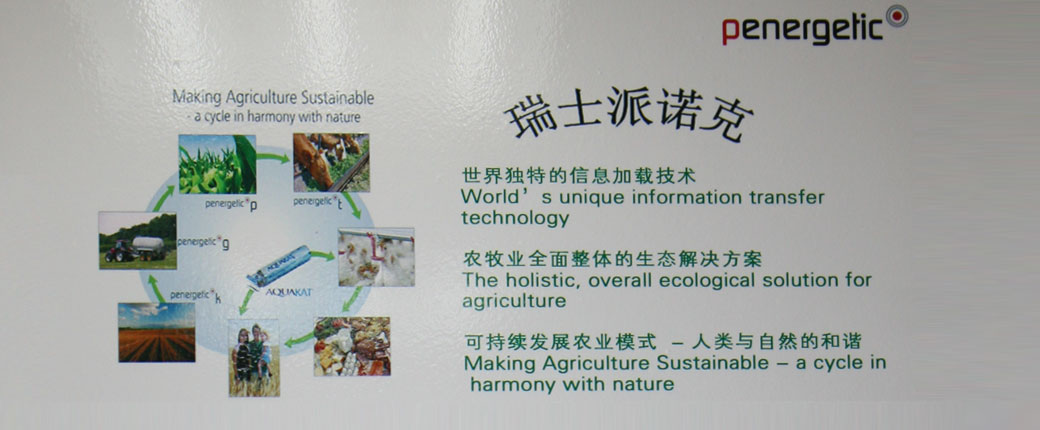 penergetic
Making Agriculture Sustainable
- a cycle in harmony with nature
penergetic p
penergetic t
penergetic g
penergetic k
AQUAKAT
AQUAKAT
瑞士派诺克
世界独特的信息加载技术
World's unique information transfer
technology
农牧业全面整体的生态解决方案
The holistic, overall ecological solution for
agriculture
可持续发展农业模式 – 人类与自然的和谐
Making Agriculture Sustainable – a cycle in
harmony with nature